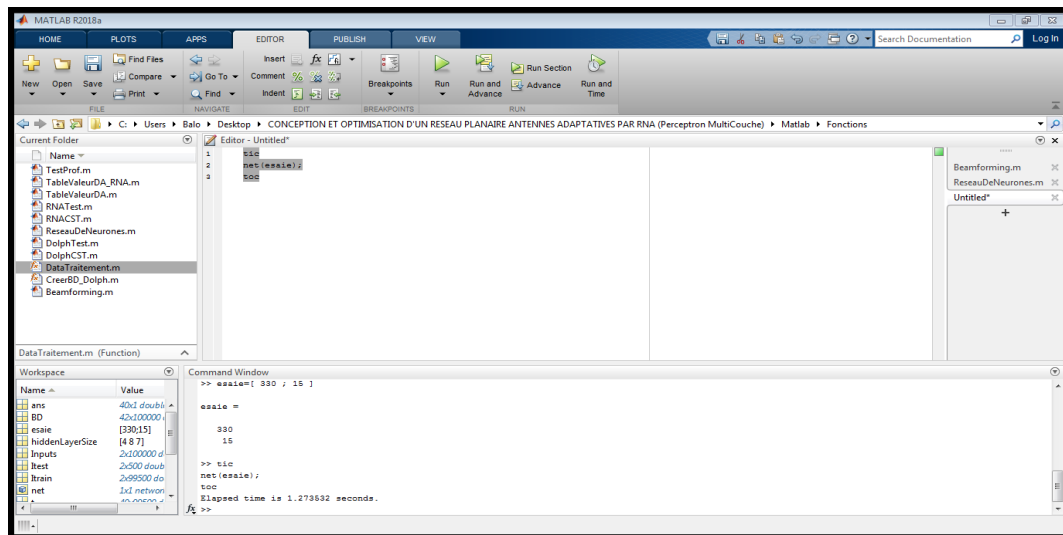 MATLAB R2018a
HOME PLOTS APPS EDITOR PUBLISH VIEW
Search Documentation
Log In
New Open Save
Find Files
Compare
Print
Go To
Find
Insert fx
Comment
Indent
Breakpoints
Run
Run and Advance
Run Section
Advance
Run and Time
FILE NAVIGATE EDIT BREAKPOINTS RUN
C: Users Balo Desktop CONCEPTION ET OPTIMISATION D'UN RESEAU PLANAIRE ANTENNES ADAPTATIVES PAR RNA (Perceptron MultiCouche) Matlab Fonctions
Current Folder
Name
TestProf.m
TableValeurDA_RNA.m
TableValeurDA.m
RNATest.m
RNACST.m
ReseauDeNeurones.m
DolphTest.m
DolphCST.m
DataTraitement.m
CreerBD_Dolph.m
Beamforming.m
DataTraitement.m (Function)
Editor - Untitled*
1 tic
2 net(esaie);
3 toc
Beamforming.m
ReseauDeNeurones.m
Untitled*
+
Workspace
Name Value
ans 40x1 double
BD 42x100000
esaie [330;15]
hiddenLayerSize [4 8 7]
Inputs 2x100000 d
Itest 2x500 doub
Itrain 2x99500 do
net 1x1 networ
Command Window
>> esaie=[ 330 ; 15 ]
esaie =
330
15
>> tic
net(esaie);
toc
Elapsed time is 1.273532 seconds.
fx >>